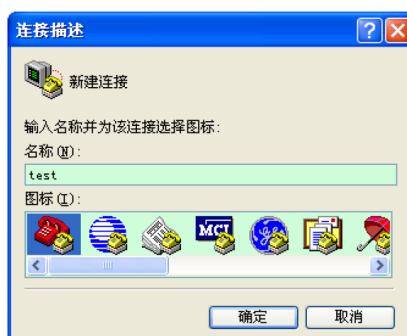 连接描述
新建连接
输入名称并为该连接选择图标:
名称(N):
test
图标(I):
MCI
确定
取消